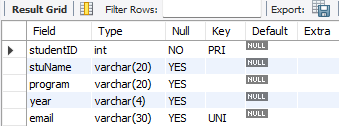 Result Grid Filter Rows: Export:
Field Type Null Key Default Extra
studentID int NO PRI NULL
stuName varchar(20) YES NULL
program varchar(20) YES NULL
year varchar(4) YES NULL
email varchar(30) YES UNI NULL